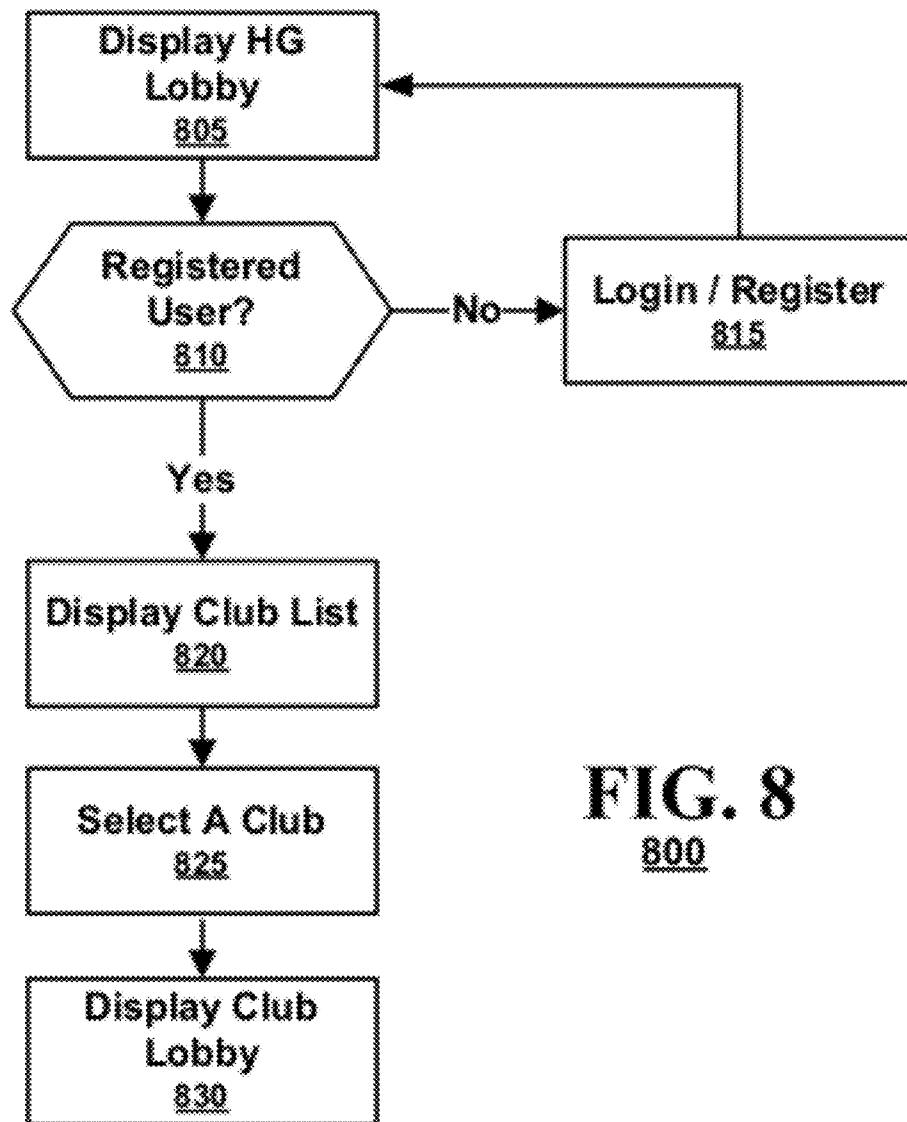 Display HG
Lobby
805
Registered
User?
810
No
Login / Register
815
Yes
Display Club List
820
Select A Club
825
Display Club
Lobby
830
FIG. 8
800